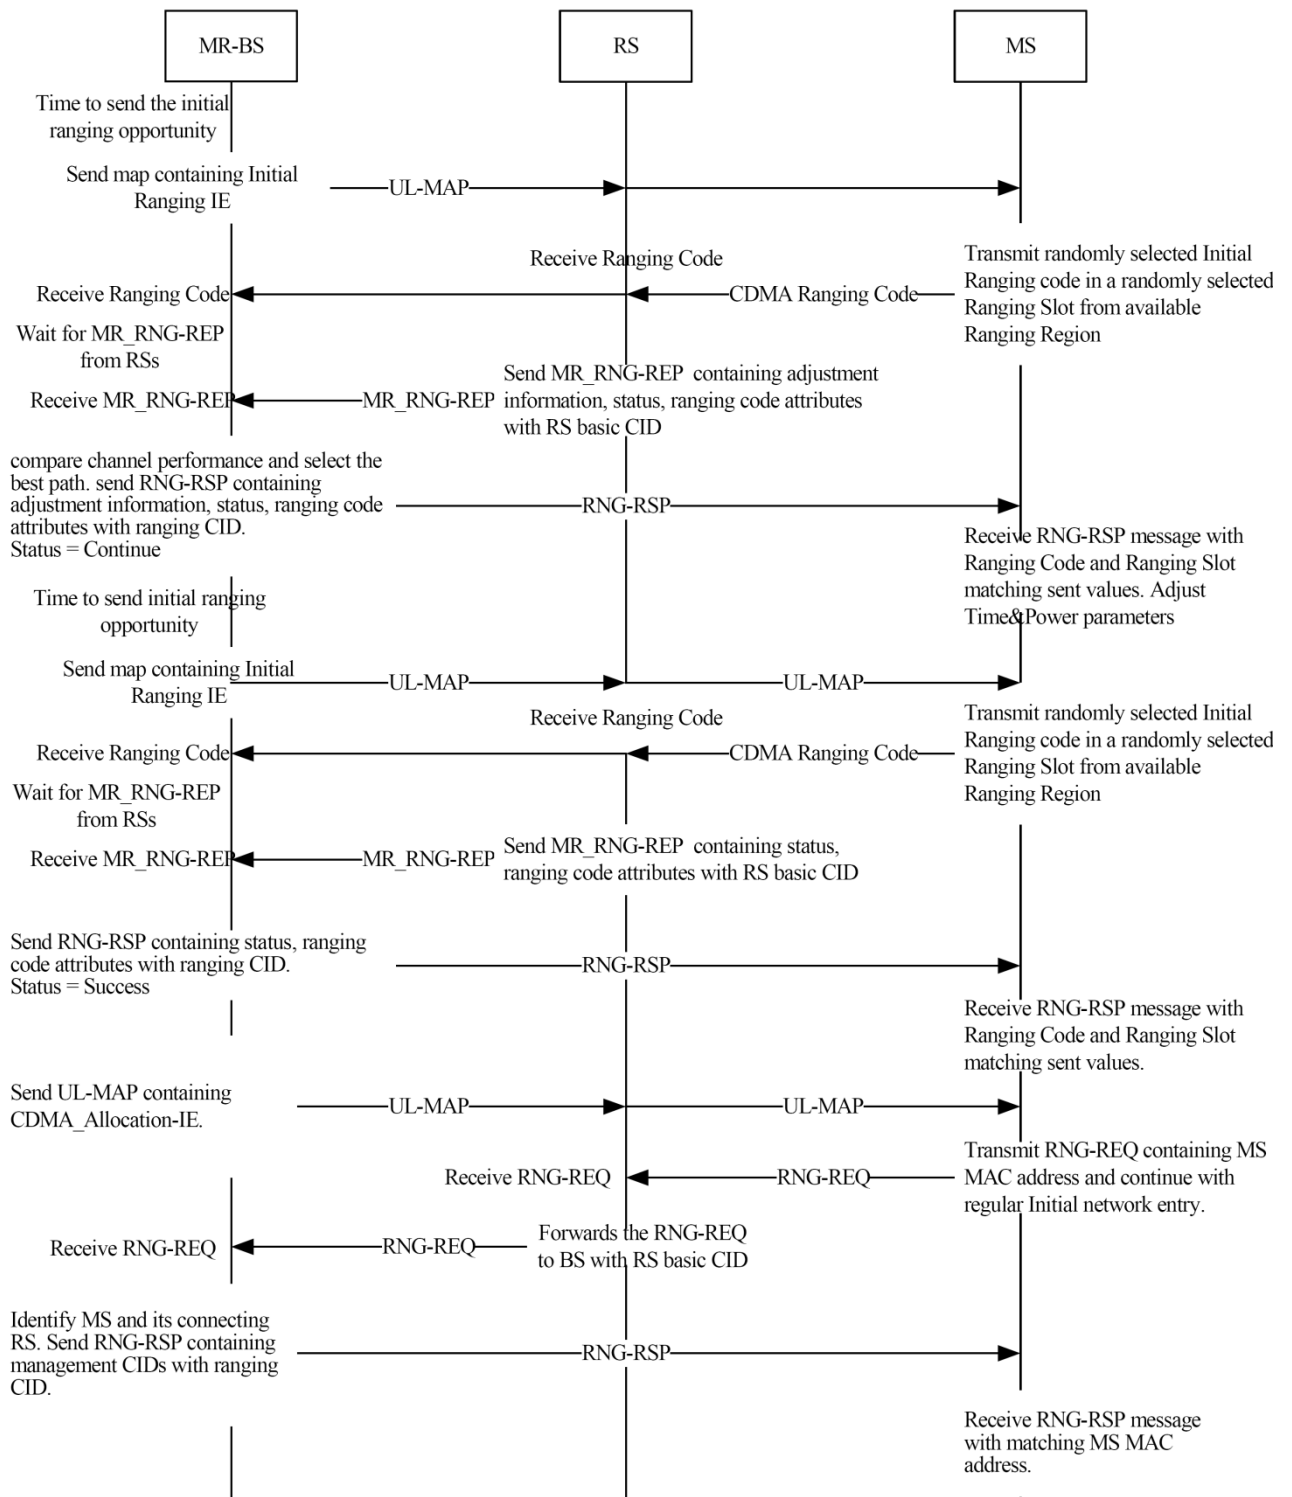 MR-BS
RS
MS
Time to send the initial
ranging opportunity
Send map containing Initial
Ranging IE
UL-MAP
Receive Ranging Code
Transmit randomly selected Initial
Ranging code in a randomly selected
Ranging Slot from available
Ranging Region
Receive Ranging Code
CDMA Ranging Code
Wait for MR_RNG-REP
from RSs
Receive MR_RNG-REP
MR_RNG-REP
Send MR_RNG-REP containing adjustment
information, status, ranging code attributes
with RS basic CID
compare channel performance and select the
best path. send RNG-RSP containing
adjustment information, status, ranging code
attributes with ranging CID.
Status = Continue
RNG-RSP
Receive RNG-RSP message with
Ranging Code and Ranging Slot
matching sent values. Adjust
Time&Power parameters
Time to send initial ranging
opportunity
Send map containing Initial
Ranging IE
UL-MAP
UL-MAP
Receive Ranging Code
Transmit randomly selected Initial
Ranging code in a randomly selected
Ranging Slot from available
Ranging Region
Receive Ranging Code
CDMA Ranging Code
Wait for MR_RNG-REP
from RSs
Receive MR_RNG-REP
MR_RNG-REP
Send MR_RNG-REP containing status,
ranging code attributes with RS basic CID
Send RNG-RSP containing status, ranging
code attributes with ranging CID.
Status = Success
RNG-RSP
Receive RNG-RSP message with
Ranging Code and Ranging Slot
matching sent values.
Send UL-MAP containing
CDMA_Allocation-IE.
UL-MAP
UL-MAP
Transmit RNG-REQ containing MS
MAC address and continue with
regular Initial network entry.
Receive RNG-REQ
RNG-REQ
Receive RNG-REQ
RNG-REQ
Forwards the RNG-REQ
to BS with RS basic CID
Identify MS and its connecting
RS. Send RNG-RSP containing
management CIDs with ranging
CID.
RNG-RSP
Receive RNG-RSP message
with matching MS MAC
address.